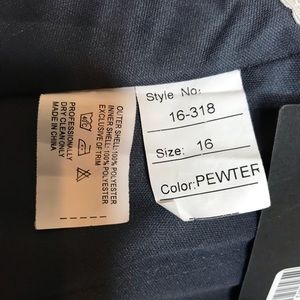 OUTER SHELL:100% POLYESTER
INNER SHELL:100% POLYESTER
EXCLUSIVE OF TRIM
PROFESSIONALLY
DRY CLEAN ONLY
MADE IN CHINA
Style No:
16-318
Size: 16
Color:PEWTER